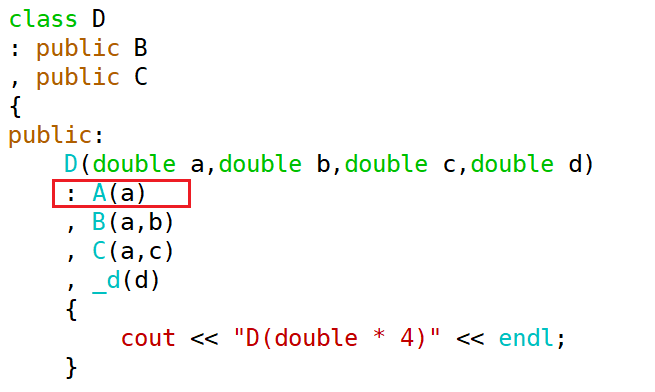 class D
: public B
, public C
{
public:
    D(double a,double b,double c,double d)
    : A(a)
    , B(a,b)
    , C(a,c)
    , _d(d)
    {
        cout << "D(double * 4)" << endl;
    }